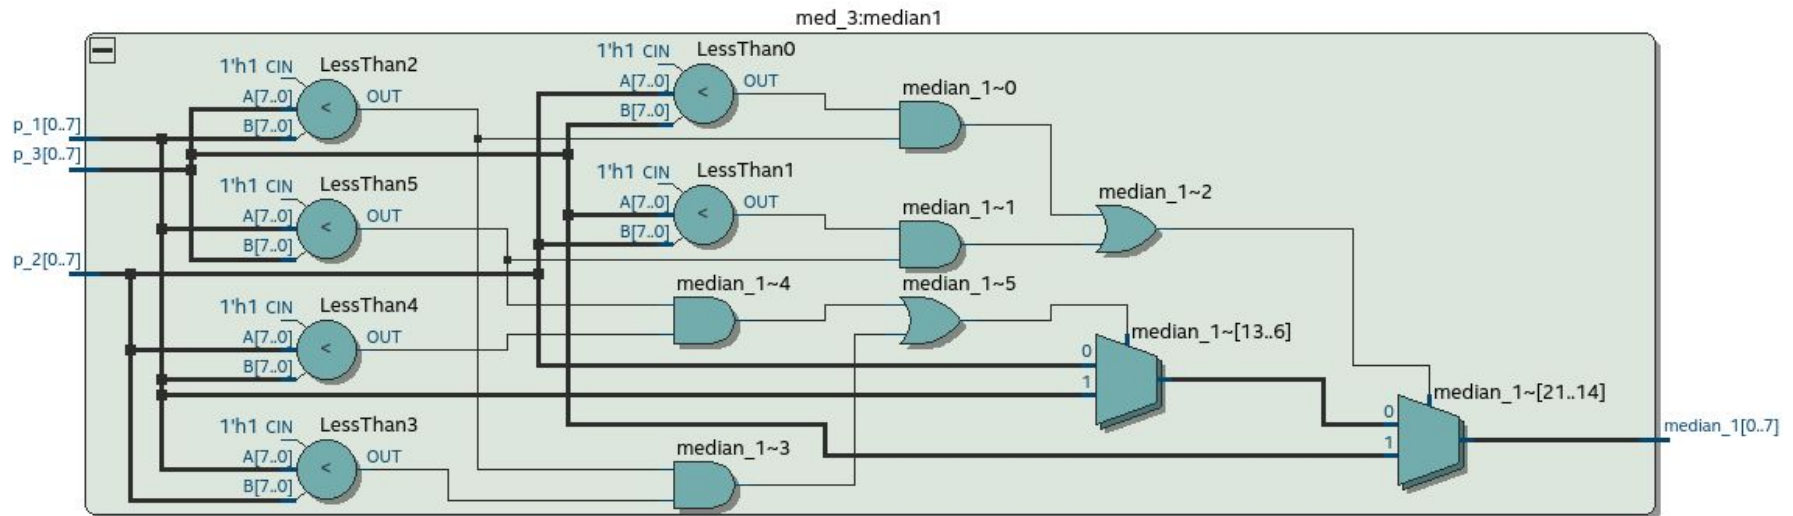 med_3:median1
1'h1 CIN
LessThan2
A[7..0]
OUT
B[7..0]
1'h1 CIN
LessThan0
A[7..0]
OUT
B[7..0]
median_1~0
p_1[0..7]
p_3[0..7]
1'h1 CIN
LessThan5
A[7..0]
OUT
B[7..0]
1'h1 CIN
LessThan1
A[7..0]
OUT
B[7..0]
median_1~1
median_1~2
p_2[0..7]
1'h1 CIN
LessThan4
A[7..0]
OUT
B[7..0]
median_1~4
median_1~5
median_1~[13..6]
0
1
median_1~[21..14]
0
1
median_1[0..7]
1'h1 CIN
LessThan3
A[7..0]
OUT
B[7..0]
median_1~3
<
<
<
<
<
<